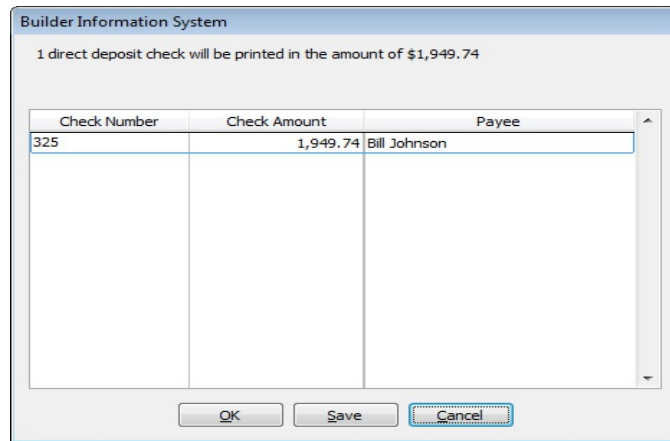 Builder Information System
1 direct deposit check will be printed in the amount of $1,949.74
Check Number Check Amount Payee
325 1,949.74 Bill Johnson
OK Save Cancel